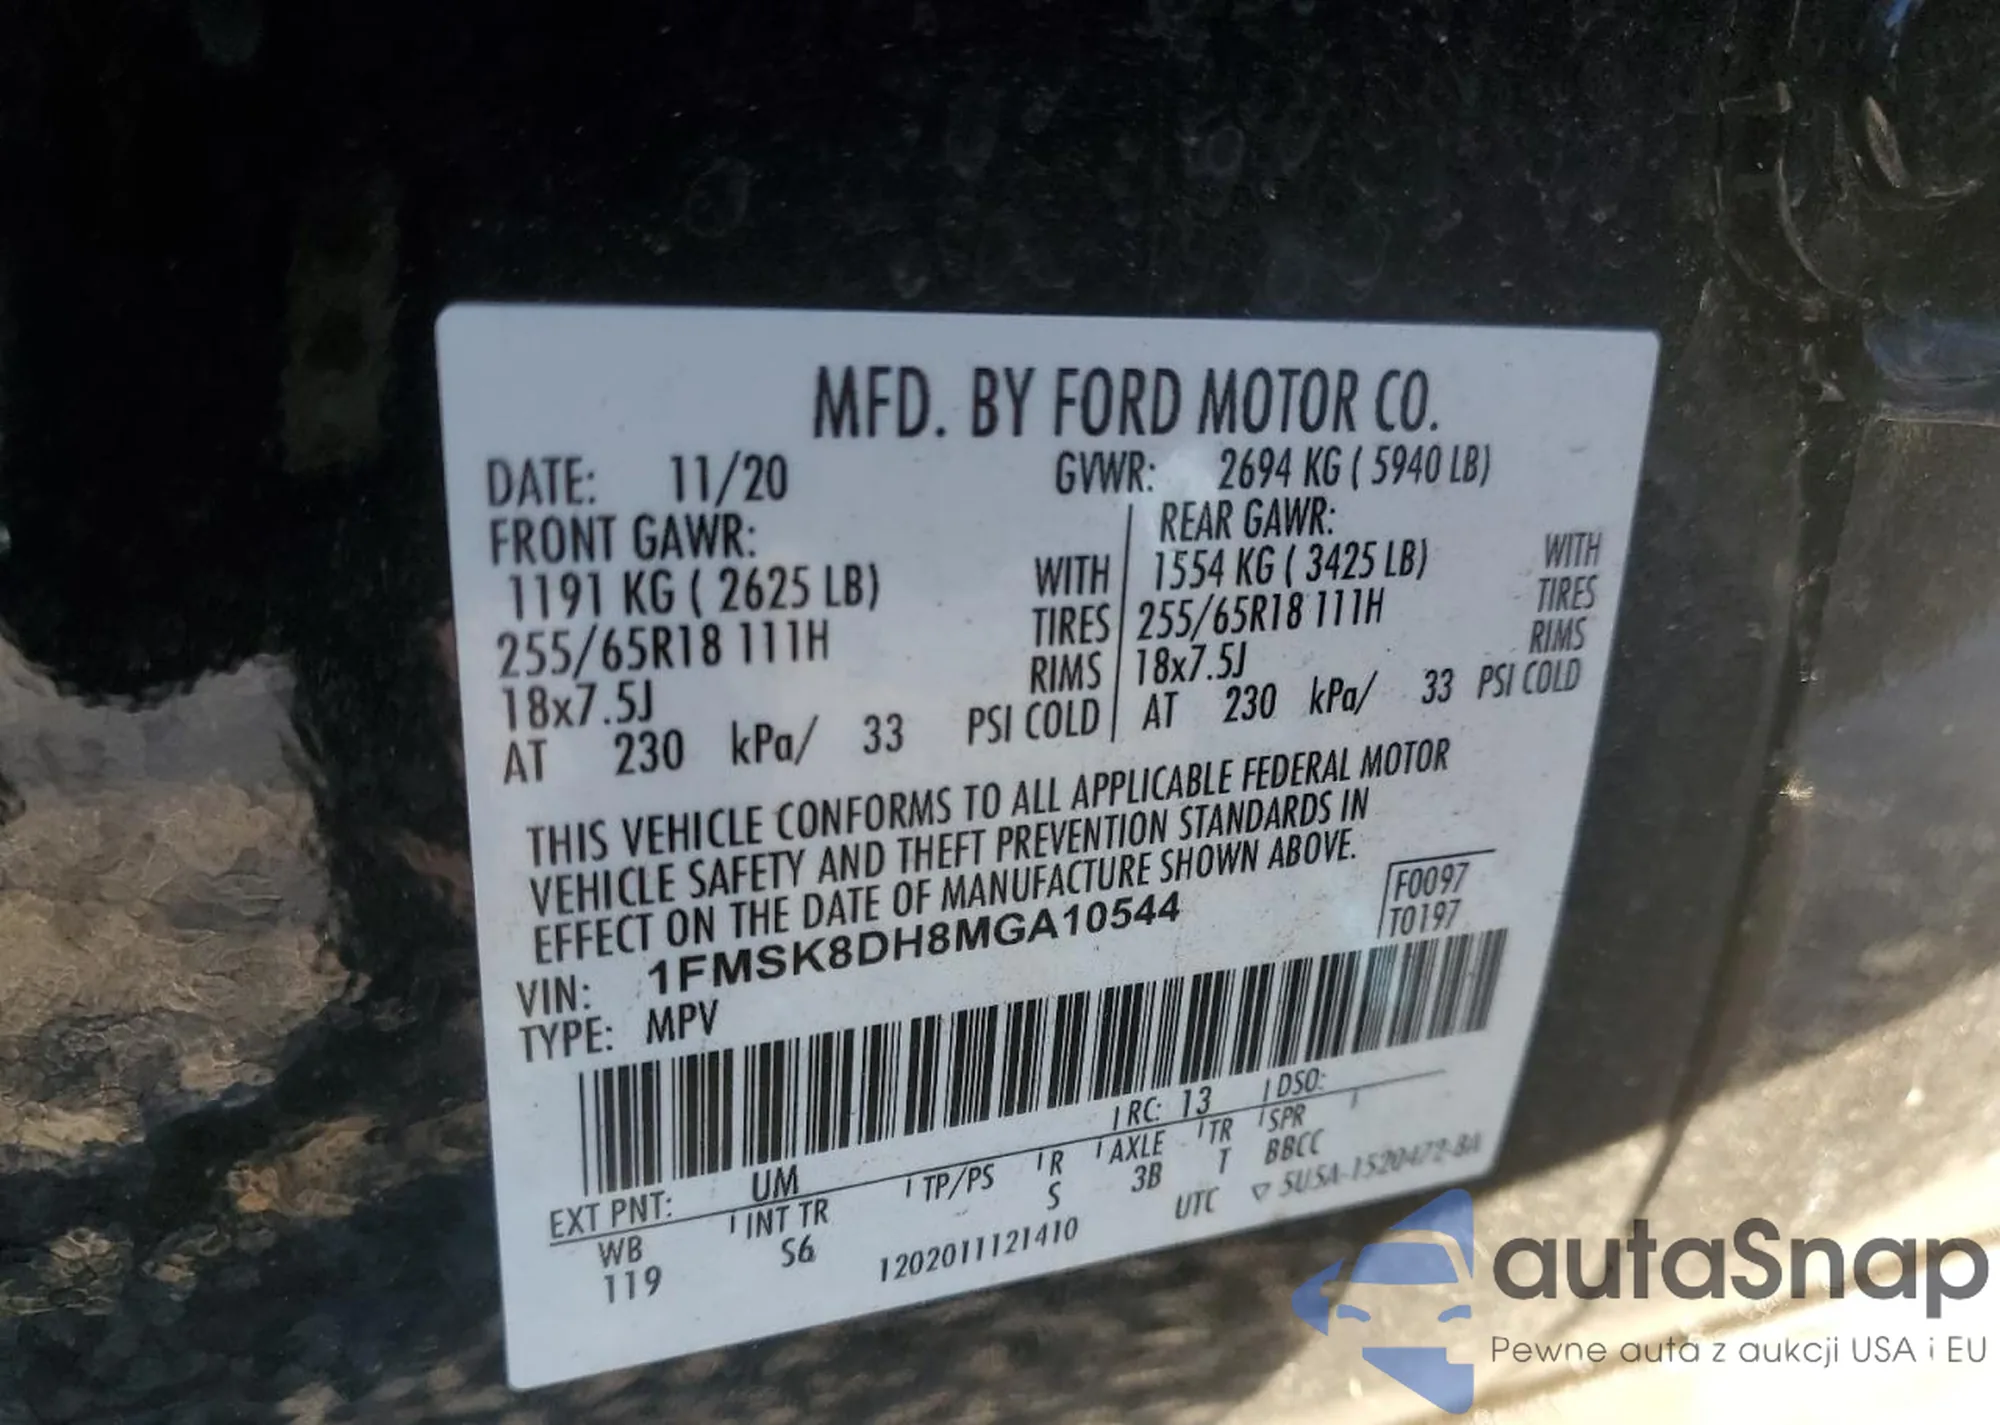 MFD. BY FORD MOTOR CO.
DATE: 11/20 GVWR: 2694 KG ( 5940 LB)
FRONT GAWR: REAR GAWR:
1191 KG ( 2625 LB) WITH 1554 KG ( 3425 LB) WITH
255/65R18 111H TIRES 255/65R18 111H TIRES
18x7.5J RIMS 18x7.5J RIMS
AT 230 kPa/ 33 PSI COLD AT 230 kPa/ 33 PSI COLD
THIS VEHICLE CONFORMS TO ALL APPLICABLE FEDERAL MOTOR
VEHICLE SAFETY AND THEFT PREVENTION STANDARDS IN
EFFECT ON THE DATE OF MANUFACTURE SHOWN ABOVE.
F0097
T0197
VIN: 1FMSK8DH8MGA10544
TYPE: MPV
EXT PNT: UM RC: 13 DSO:
WB INT TR TP/PS R AXLE TR SPR
119 S6 S 3B T BBCC
1202011121410 UTC ▽ 5U5A-1520472-BA
autaSnap
Pewne auta z aukcji USA i EU